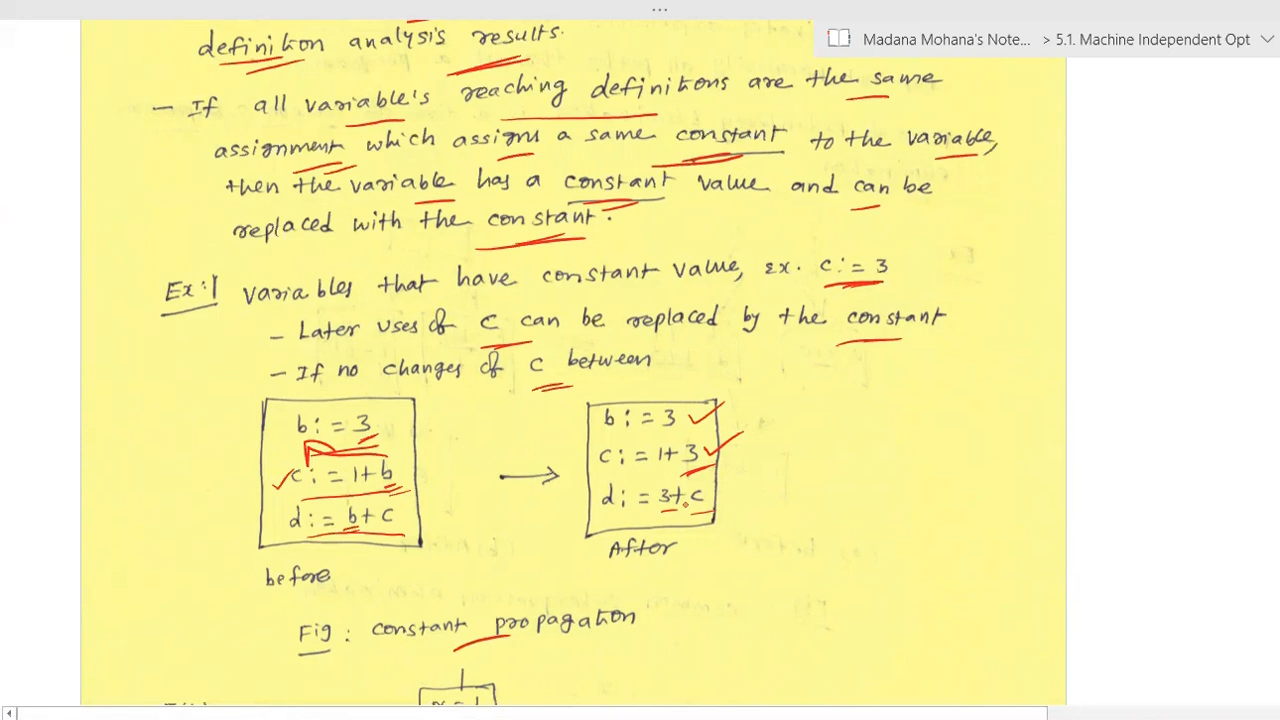 Madana Mohana's Note... > 5.1. Machine Independent Opt
definition analysis results.
- If all variable's reaching definitions are the same
assignment which assigns a same constant to the variable,
then the variable has a constant value and can be
replaced with the constant.
Ex:1 Variables that have constant value, Ex. C:= 3
- Later uses of C can be replaced by the constant
- If no changes of C between
b := 3
c := 1+b
d := b+c
before
b := 3
c := 1+3
d := 3+c
After
Fig : constant propagation